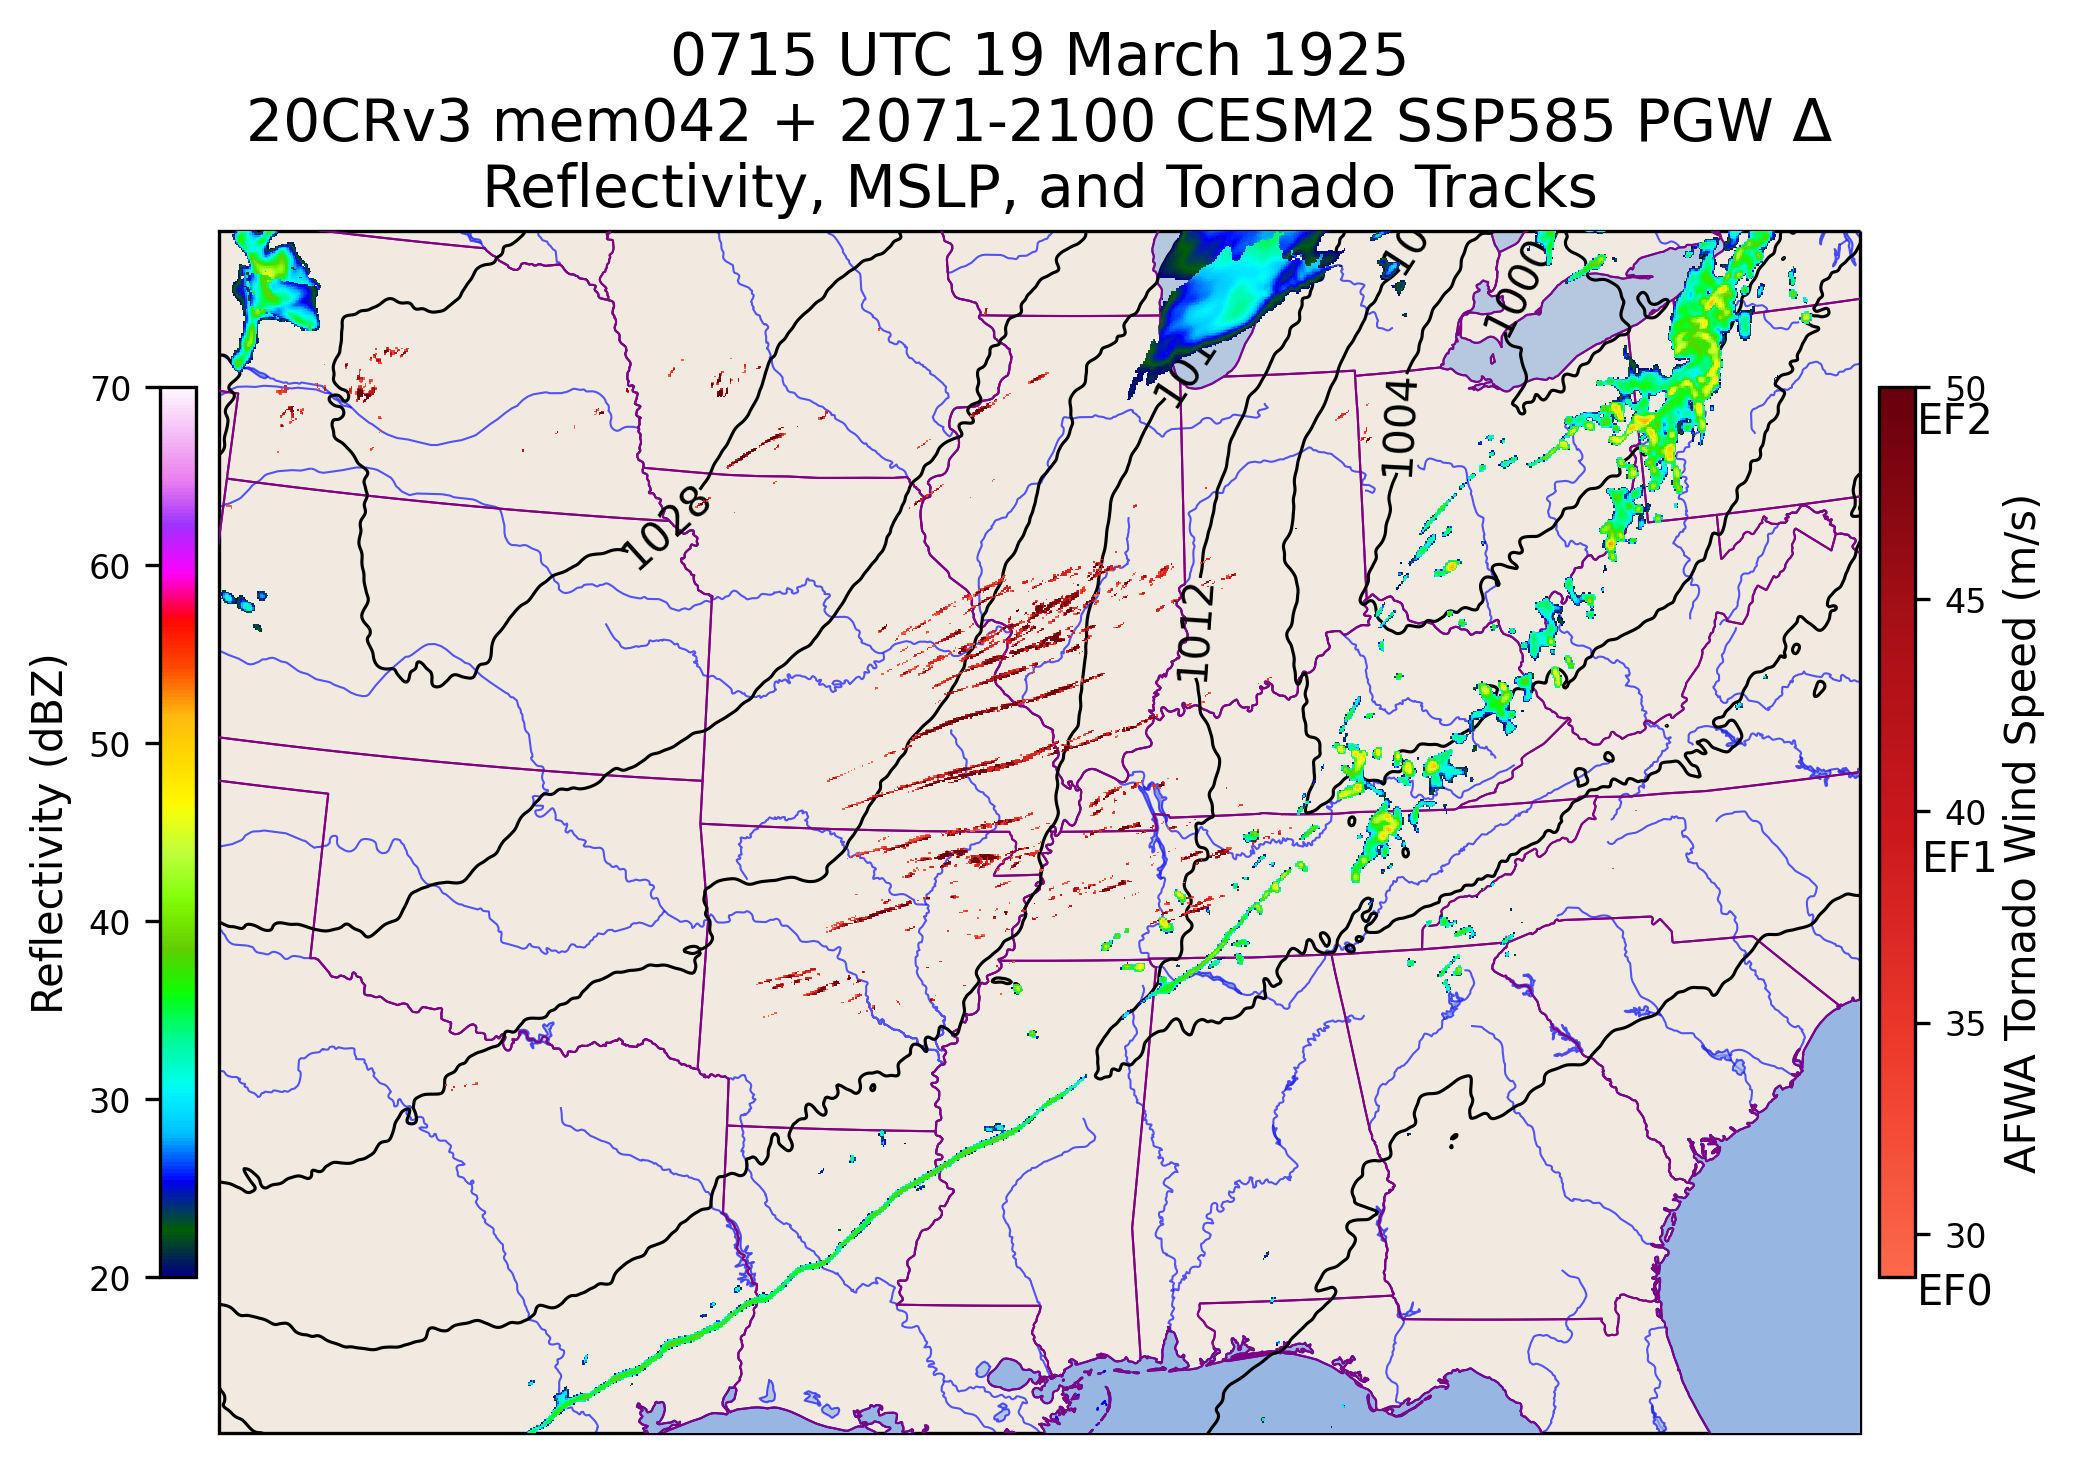 0715 UTC 19 March 1925
20CRv3 mem042 + 2071-2100 CESM2 SSP585 PGW Δ
Reflectivity, MSLP, and Tornado Tracks
70
60
50
40
30
20
Reflectivity (dBZ)
1028
1012
1004
1000
50
EF2
45
40
EF1
35
30
EF0
AFWA Tornado Wind Speed (m/s)